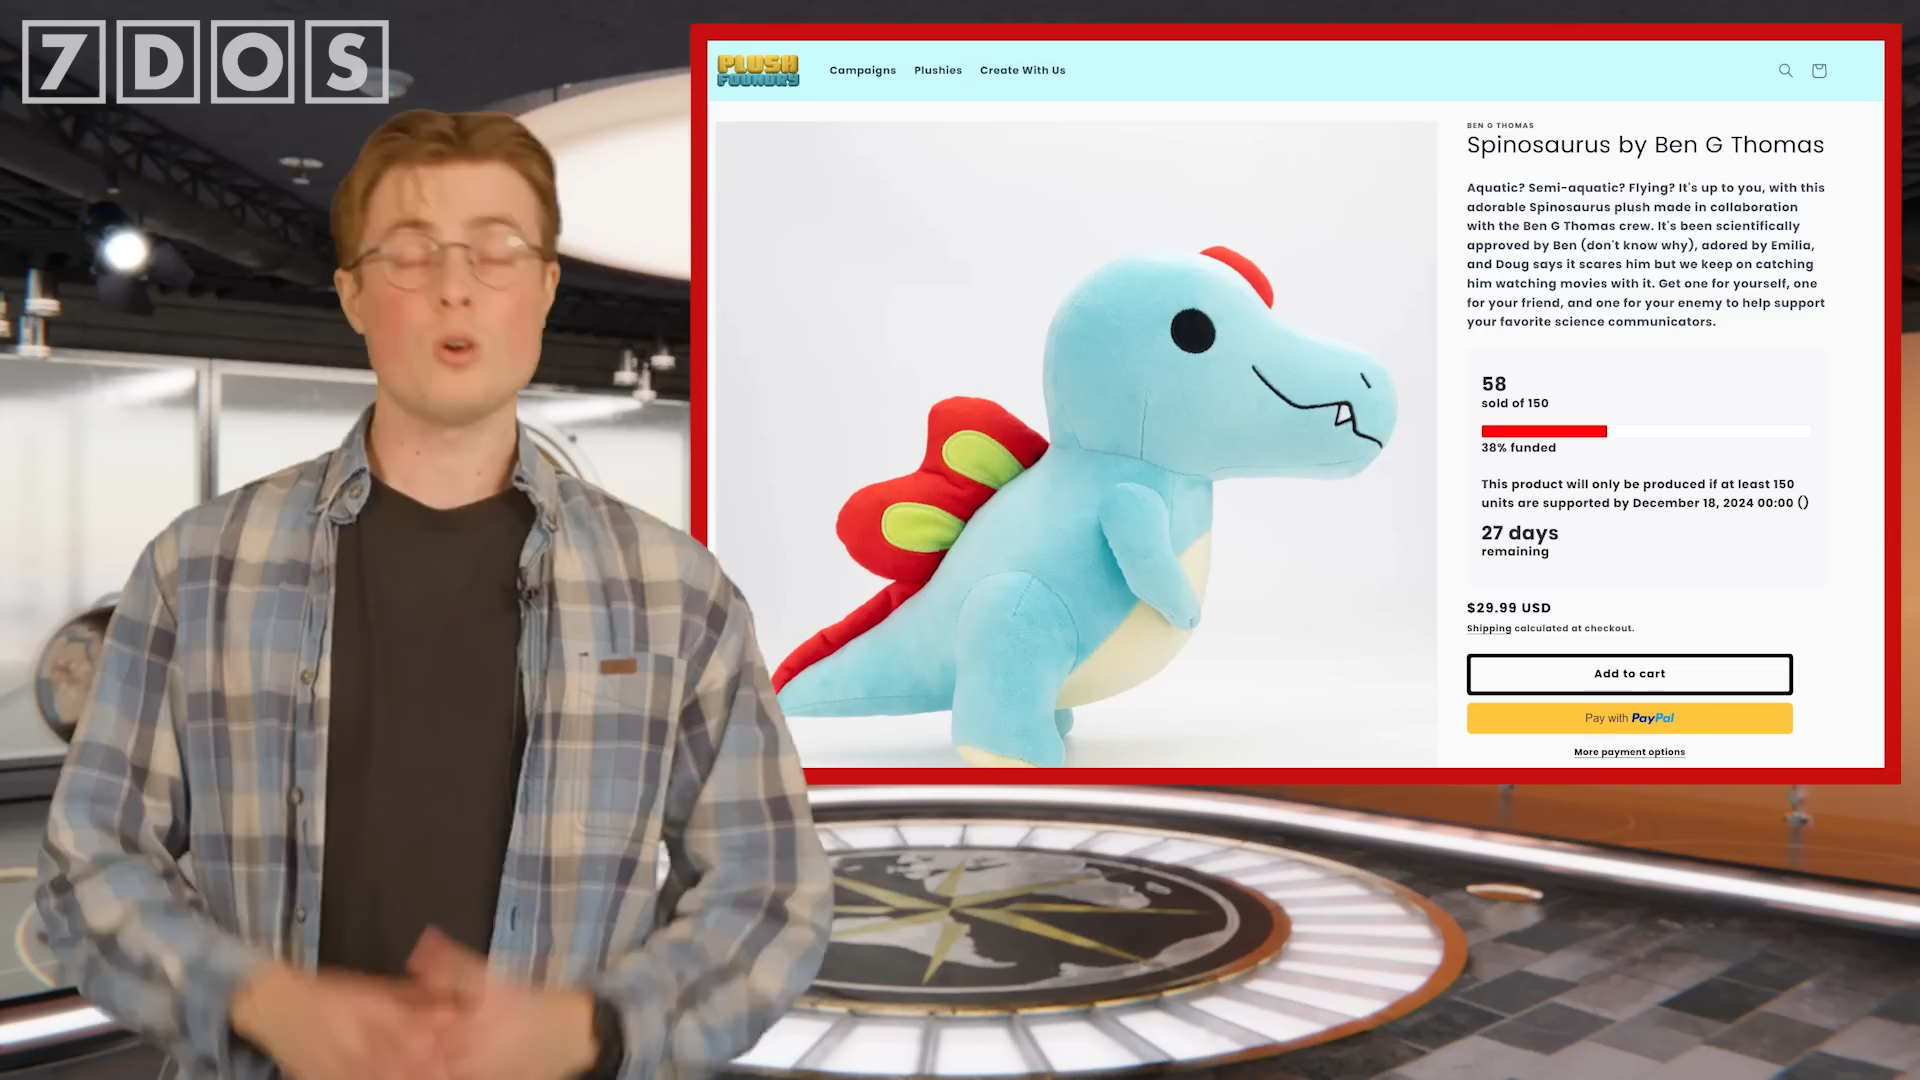 7DOS
PLUSH
FOUNDRY
Campaigns Plushies Create With Us
BEN G THOMAS
Spinosaurus by Ben G Thomas
Aquatic? Semi-aquatic? Flying? It's up to you, with this
adorable Spinosaurus plush made in collaboration
with the Ben G Thomas crew. It's been scientifically
approved by Ben (don't know why), adored by Emilia,
and Doug says it scares him but we keep on catching
him watching movies with it. Get one for yourself, one
for your friend, and one for your enemy to help support
your favorite science communicators.
58
sold of 150
38% funded
This product will only be produced if at least 150
units are supported by December 18, 2024 00:00 ()
27 days
remaining
$29.99 USD
Shipping calculated at checkout.
Add to cart
Pay with PayPal
More payment options